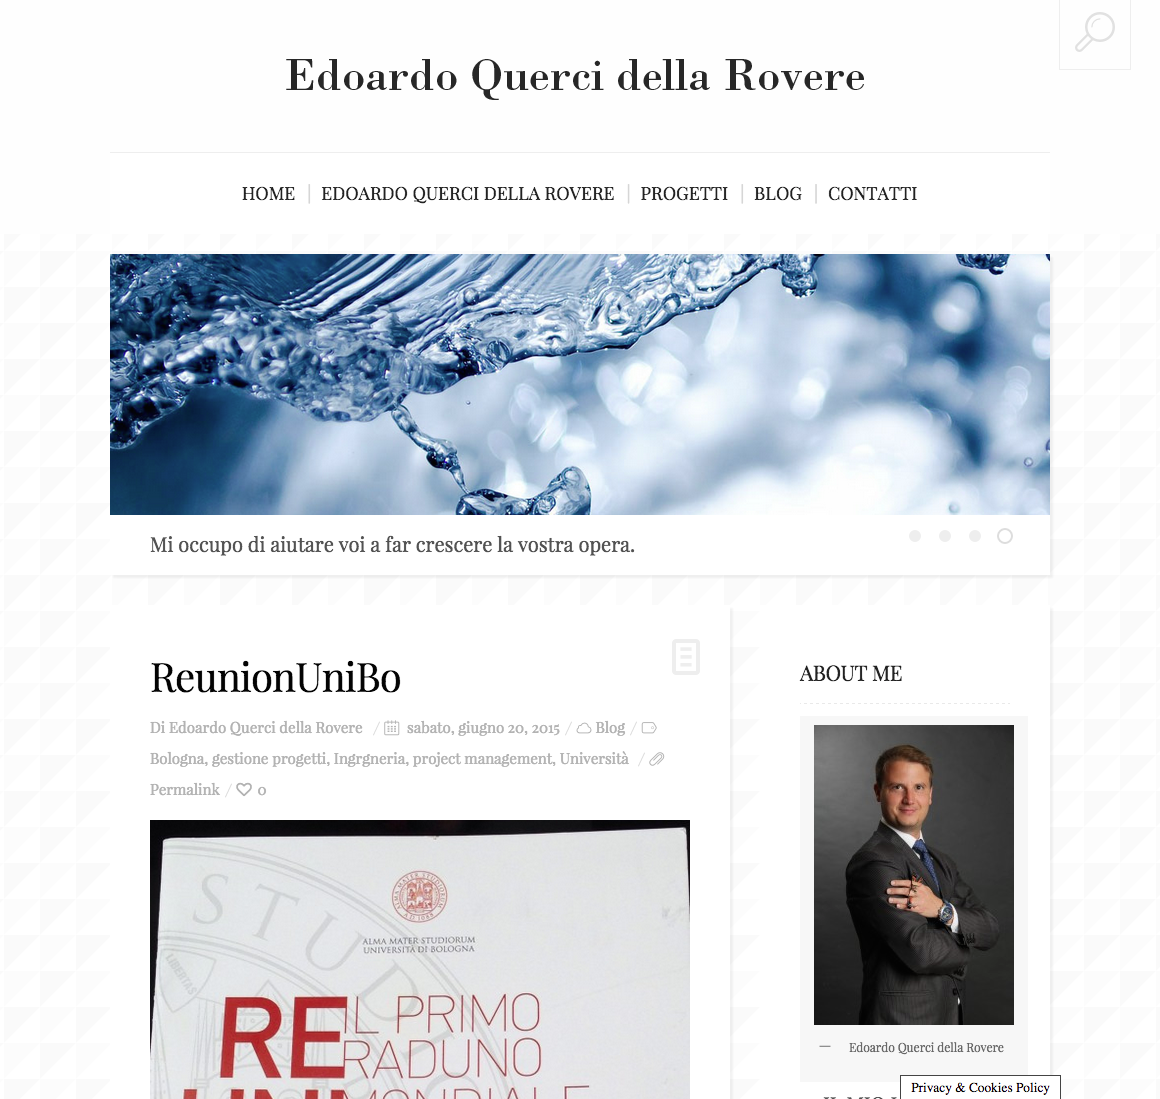 Edoardo Querci della Rovere
HOME
EDOARDO QUERCI DELLA ROVERE
PROGETTI
BLOG
CONTATTI
Mi occupo di aiutare voi a far crescere la vostra opera.
ReunionUniBo
Di Edoardo Querci della Rovere / sabato, giugno 20, 2015 / Blog /
Bologna, gestione progetti, Ingrgneria, project management, Università /
Permalink / 0
STUDI
LIBERTAS
ALMA MATER STUDIORUM
UNIVERSITÀ DI BOLOGNA
RE IL PRIMO
RADUNO
MONDIALE
ABOUT ME
— Edoardo Querci della Rovere
Privacy & Cookies Policy